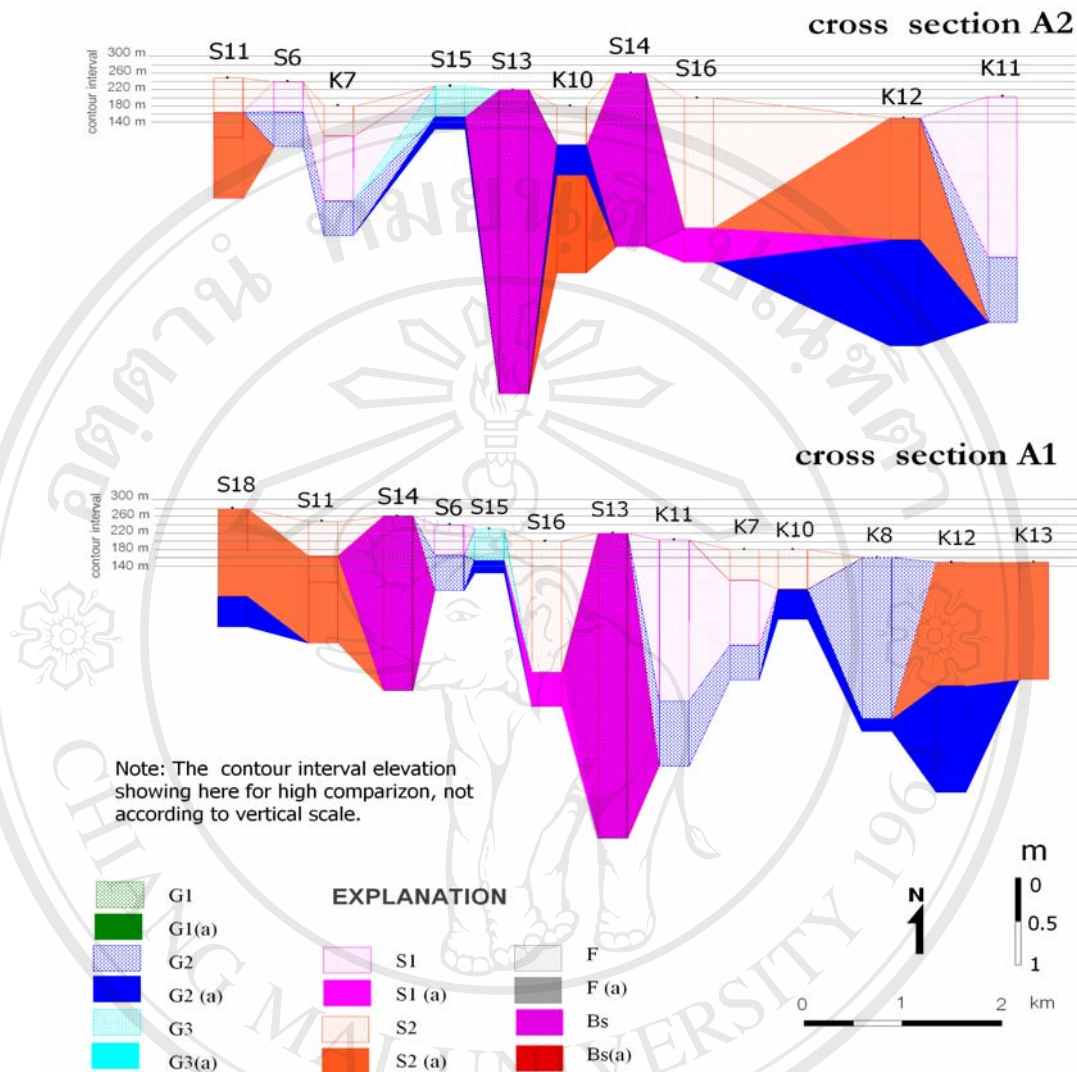 cross section A2
S11 S6 K7 S15 S13 K10 S14 S16 K12 K11
contour interval
300 m
260 m
220 m
180 m
140 m
cross section A1
S18 S11 S14 S6 S15 S16 S13 K11 K7 K10 K8 K12 K13
contour interval
300 m
260 m
220 m
180 m
140 m
Note: The contour interval elevation
showing here for high comparizon, not
according to vertical scale.
EXPLANATION
G1
G1(a)
G2
G2 (a)
G3
G3(a)
S1
S1 (a)
S2
S2 (a)
F
F (a)
Bs
Bs(a)
N
m
0
0.5
1
0 1 2 km
CHIANG MAI UNIVERSITY 196